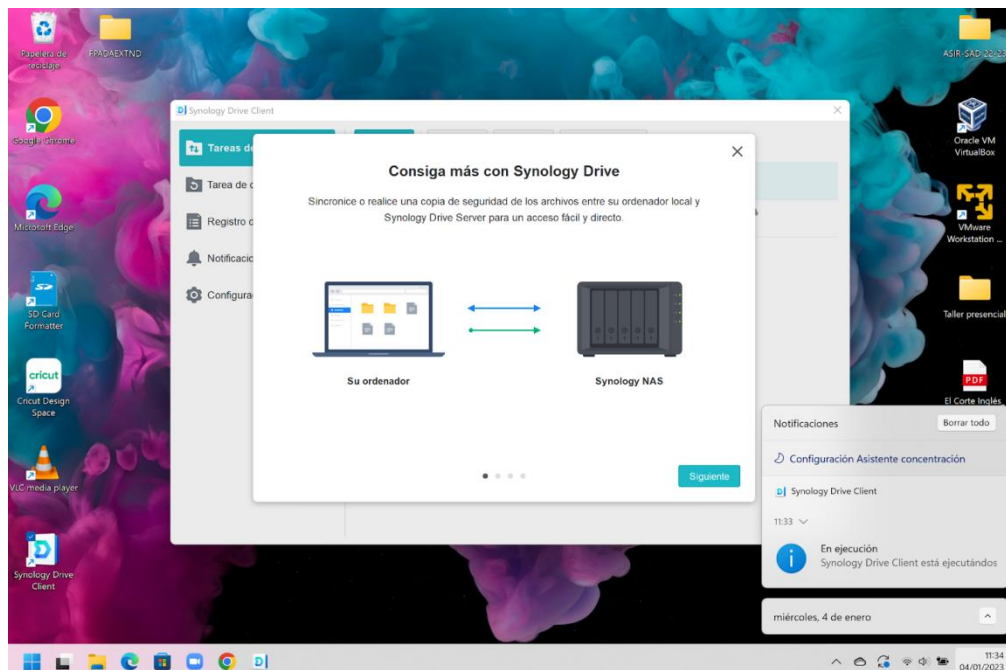 Papelera de
reciclaje
FPADAEXTND
ASIR-SAD-22-23
Google Chrome
Oracle VM
VirtualBox
Microsoft Edge
VMware
Workstation ...
SD
SD Card
Formatter
Taller presencial
cricut
Cricut Design
Space
PDF
El Corte Inglés
VLC media player
Synology Drive
Client
Synology Drive Client
Tareas de
Tarea de c
Registro
Notificacio
Configura
Consiga más con Synology Drive
Sincronice o realice una copia de seguridad de los archivos entre su ordenador local y
Synology Drive Server para un acceso fácil y directo.
Su ordenador
Synology NAS
Siguiente
Notificaciones
Borrar todo
Configuración Asistente concentración
Synology Drive Client
11:33
En ejecución
Synology Drive Client está ejecutándos
miércoles, 4 de enero
11:34
04/01/2023